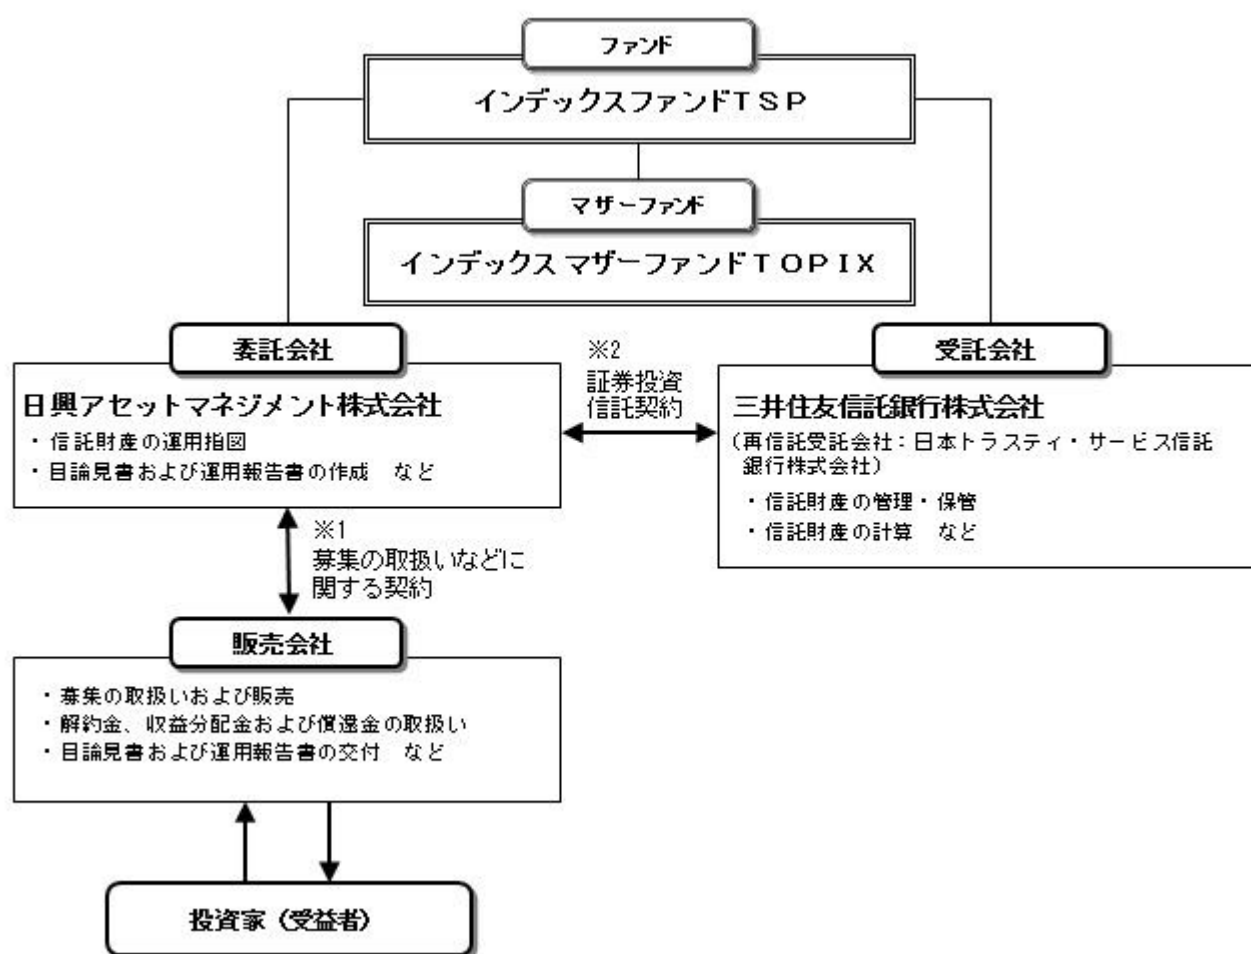 ファンド
インデックスファンドTSP
マザーファンド
インデックス マザーファンドTOPIX
委託会社
日興アセットマネジメント株式会社
・信託財産の運用指図
・目論見書および運用報告書の作成 など
※2
証券投資
信託契約
受託会社
三井住友信託銀行株式会社
（再信託受託会社：日本トラスティ・サービス信託
銀行株式会社）
・信託財産の管理・保管
・信託財産の計算 など
※1
募集の取扱いなどに
関する契約
販売会社
・募集の取扱いおよび販売
・解約金、収益分配金および償還金の取扱い
・目論見書および運用報告書の交付 など
投資家（受益者）